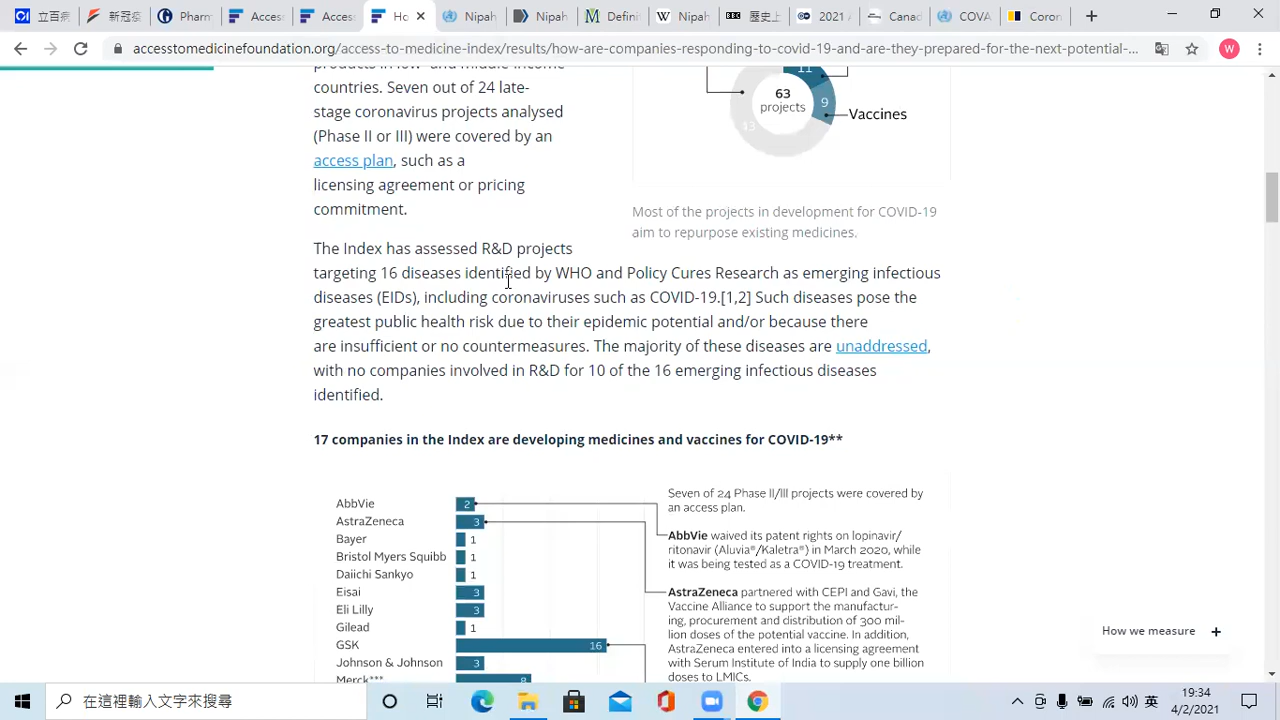 立百
手冠
Pharm
Access
Access
Ho
Nipah
Nipah
Definit
Nipah
歷史上
2021 A
Canad
COVA
Coron
accesstomedicinefoundation.org/access-to-medicine-index/results/how-are-companies-responding-to-covid-19-and-are-they-prepared-for-the-next-potential-...
W
products in low- and middle-income
countries. Seven out of 24 late-
stage coronavirus projects analysed
(Phase II or III) were covered by an
access plan, such as a
licensing agreement or pricing
commitment.
11
63
projects
9
13
Vaccines
Most of the projects in development for COVID-19
aim to repurpose existing medicines.
The Index has assessed R&D projects
targeting 16 diseases identified by WHO and Policy Cures Research as emerging infectious
diseases (EIDs), including coronaviruses such as COVID-19.[1,2] Such diseases pose the
greatest public health risk due to their epidemic potential and/or because there
are insufficient or no countermeasures. The majority of these diseases are unaddressed,
with no companies involved in R&D for 10 of the 16 emerging infectious diseases
identified.
17 companies in the Index are developing medicines and vaccines for COVID-19**
AbbVie 2
AstraZeneca 3
Bayer 1
Bristol Myers Squibb 1
Daiichi Sankyo 1
Eisai 3
Eli Lilly 3
Gilead 1
GSK 16
Johnson & Johnson 3
Merck*** 8
Seven of 24 Phase II/III projects were covered by
an access plan.
AbbVie waived its patent rights on lopinavir/
ritonavir (Aluvia®/Kaletra®) in March 2020, while
it was being tested as a COVID-19 treatment.
AstraZeneca partnered with CEPI and Gavi, the
Vaccine Alliance to support the manufactur-
ing, procurement and distribution of 300 mil-
lion doses of the potential vaccine. In addition,
AstraZeneca entered into a licensing agreement
with Serum Institute of India to supply one billion
doses to LMICs.
How we measure +
在這裡輸入文字來搜尋
英
19:34
4/2/2021